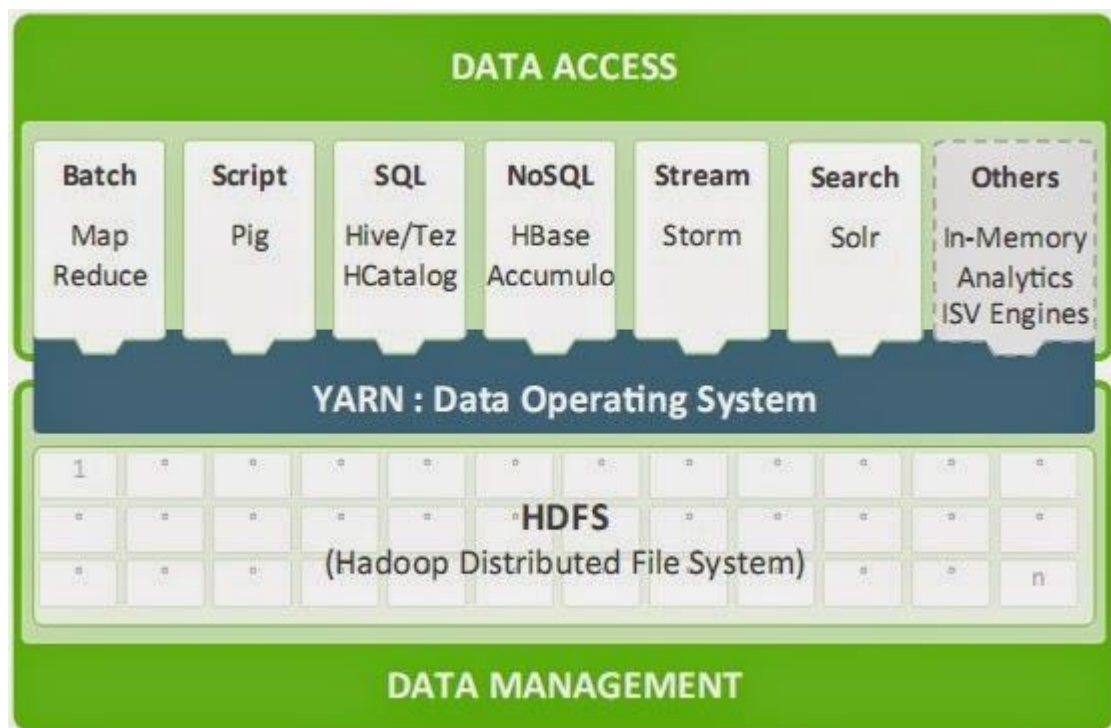 DATA ACCESS
Batch
Map
Reduce
Script
Pig
SQL
Hive/Tez
HCatalog
NoSQL
HBase
Accumulo
Stream
Storm
Search
Solr
Others
In-Memory
Analytics
ISV Engines
YARN : Data Operating System
1
HDFS
(Hadoop Distributed File System)
n
DATA MANAGEMENT